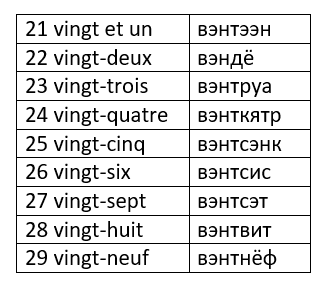 21 vingt et un вэнтээн
22 vingt-deux вэндё
23 vingt-trois вэнтруа
24 vingt-quatre вэнткятр
25 vingt-cinq вэнтсэнк
26 vingt-six вэнтсис
27 vingt-sept вэнтсэт
28 vingt-huit вэнтвит
29 vingt-neuf вэнтнёф